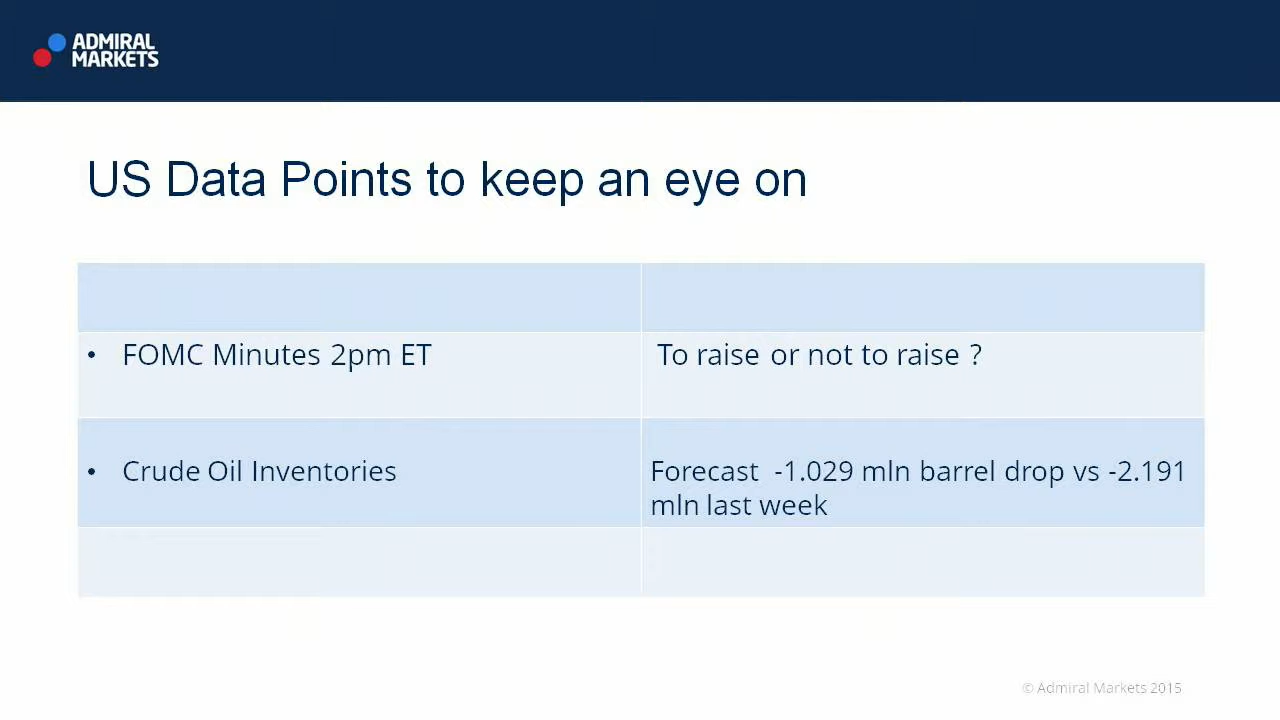 ADMIRAL
MARKETS
US Data Points to keep an eye on
• FOMC Minutes 2pm ET
To raise or not to raise ?
• Crude Oil Inventories
Forecast -1.029 mln barrel drop vs -2.191
mln last week
© Admiral Markets 2015